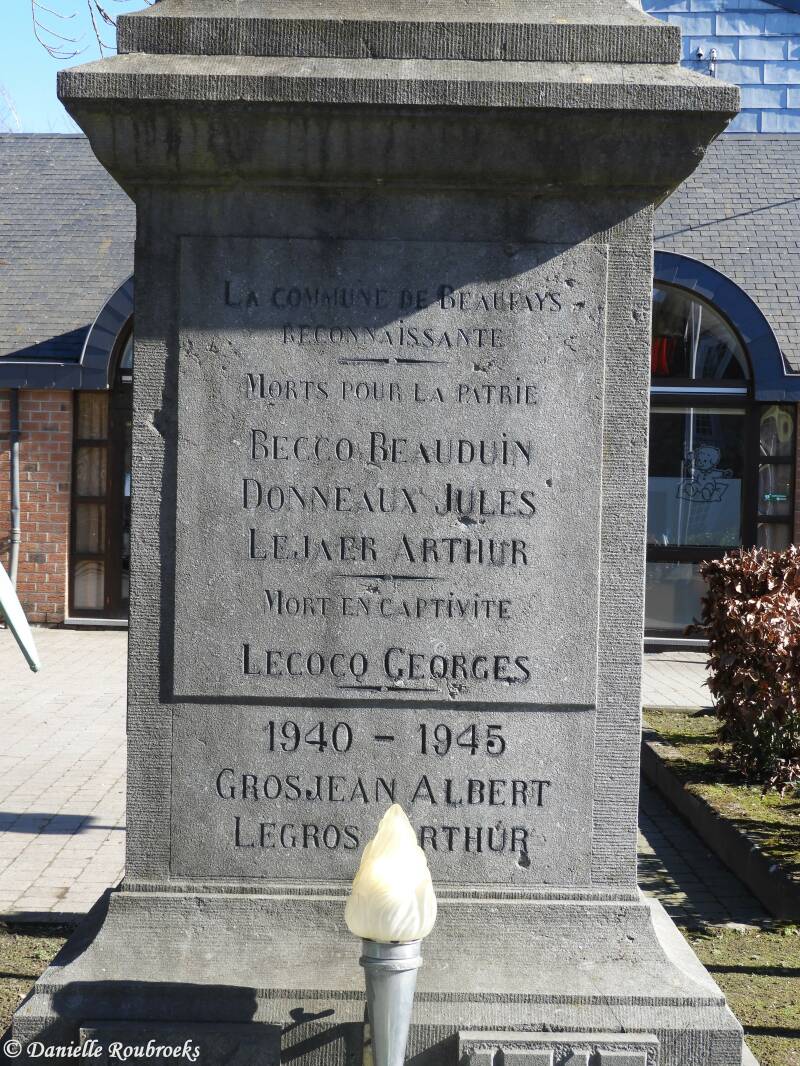 La commune de Beaufays
reconnaissante
Morts pour la patrie
Becco Beauduin
Donneaux Jules
Lejaer Arthur
Mort en captivite
Lecocq Georges
1940 - 1945
Grosjean Albert
Legros Arthur
© Danielle Roubroeks